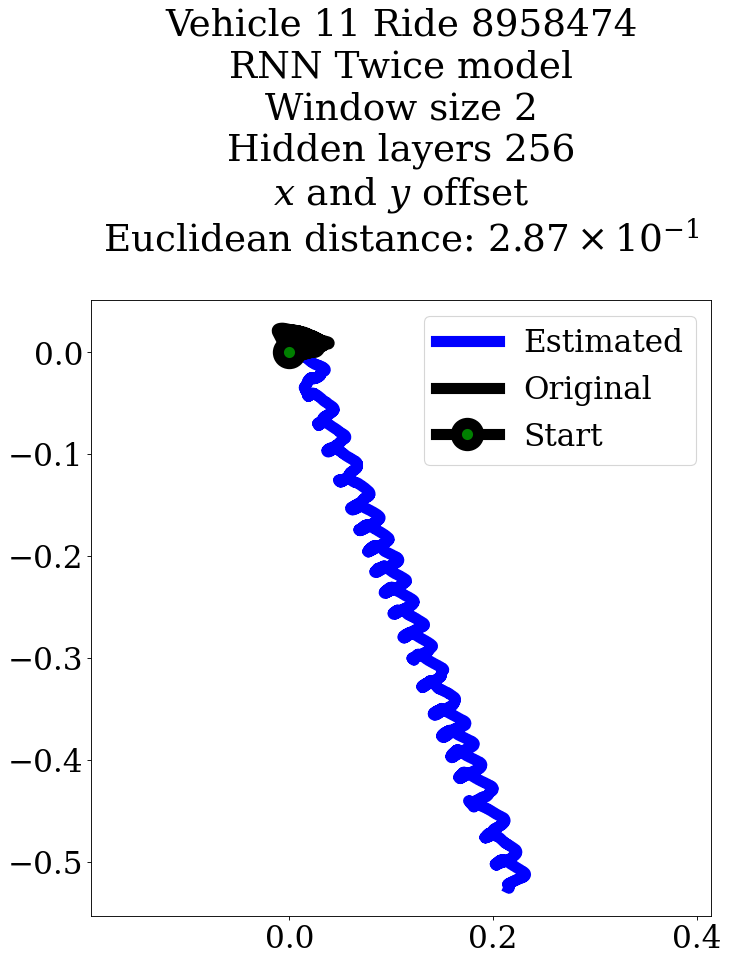 Vehicle 11 Ride 8958474
RNN Twice model
Window size 2
Hidden layers 256
x and y offset
Euclidean distance: 2.87 × 10⁻¹
Estimated
Original
Start
0.0
−0.1
−0.2
−0.3
−0.4
−0.5
0.0 0.2 0.4